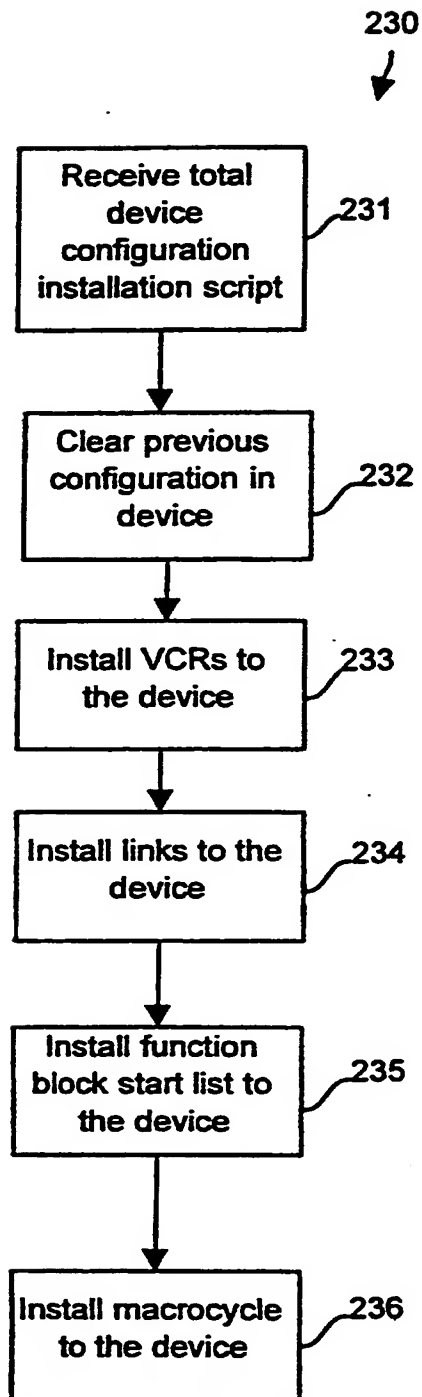 230
Receive total
device
configuration
installation script
231
Clear previous
configuration in
device
232
Install VCRs to
the device
233
Install links to the
device
234
Install function
block start list to
the device
235
Install macrocycle
to the device
236